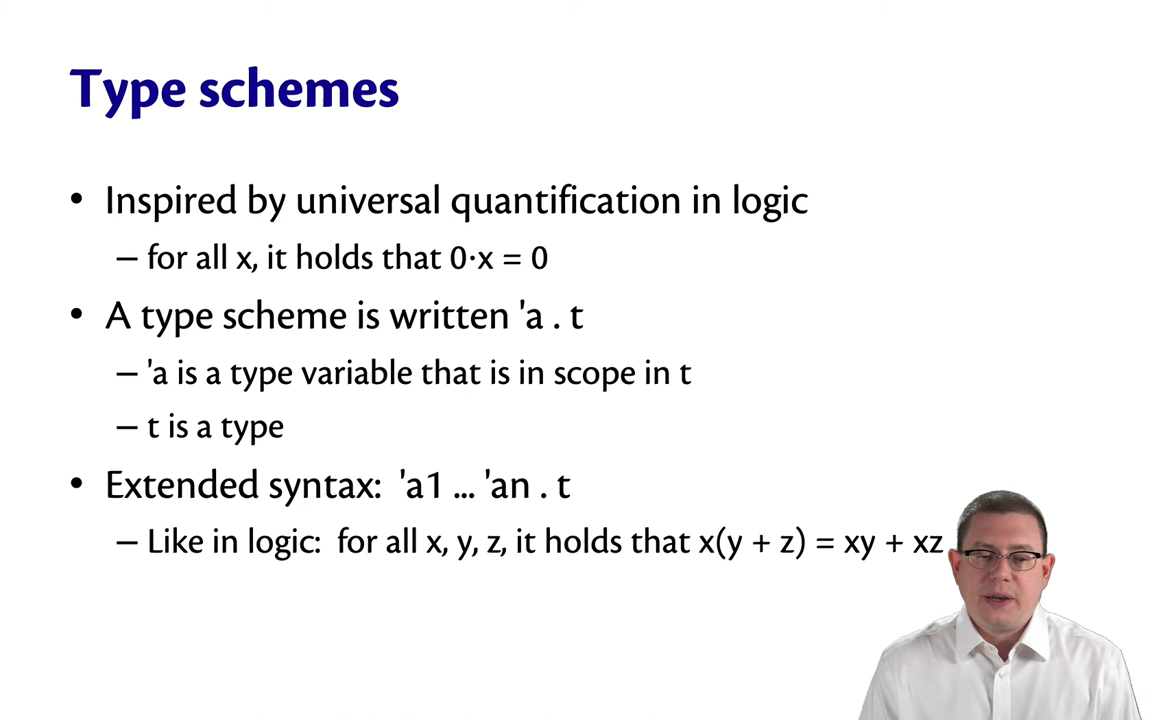 Type schemes
• Inspired by universal quantification in logic
– for all x, it holds that 0·x = 0
• A type scheme is written 'a . t
– 'a is a type variable that is in scope in t
– t is a type
• Extended syntax: 'a1 ... 'an . t
– Like in logic: for all x, y, z, it holds that x(y + z) = xy + xz